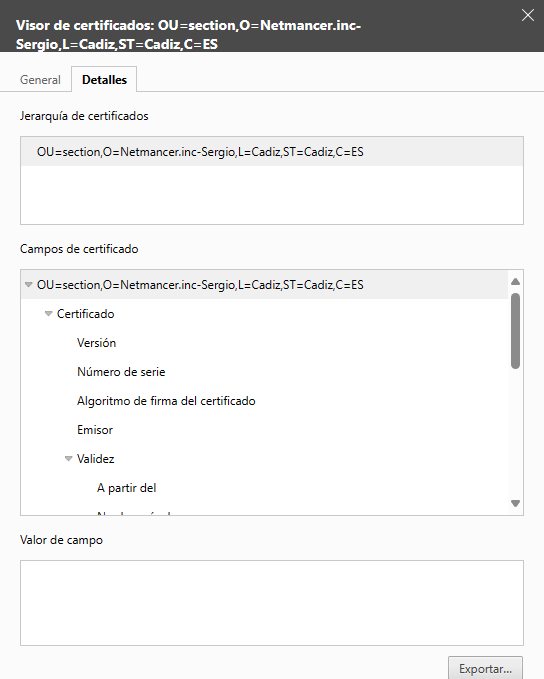 Visor de certificados: OU=section,O=Netmancer.inc-
Sergio,L=Cadiz,ST=Cadiz,C=ES
General Detalles
Jerarquía de certificados
OU=section,O=Netmancer.inc-Sergio,L=Cadiz,ST=Cadiz,C=ES
Campos de certificado
OU=section,O=Netmancer.inc-Sergio,L=Cadiz,ST=Cadiz,C=ES
Certificado
Versión
Número de serie
Algoritmo de firma del certificado
Emisor
Validez
A partir del
Valor de campo
Exportar...